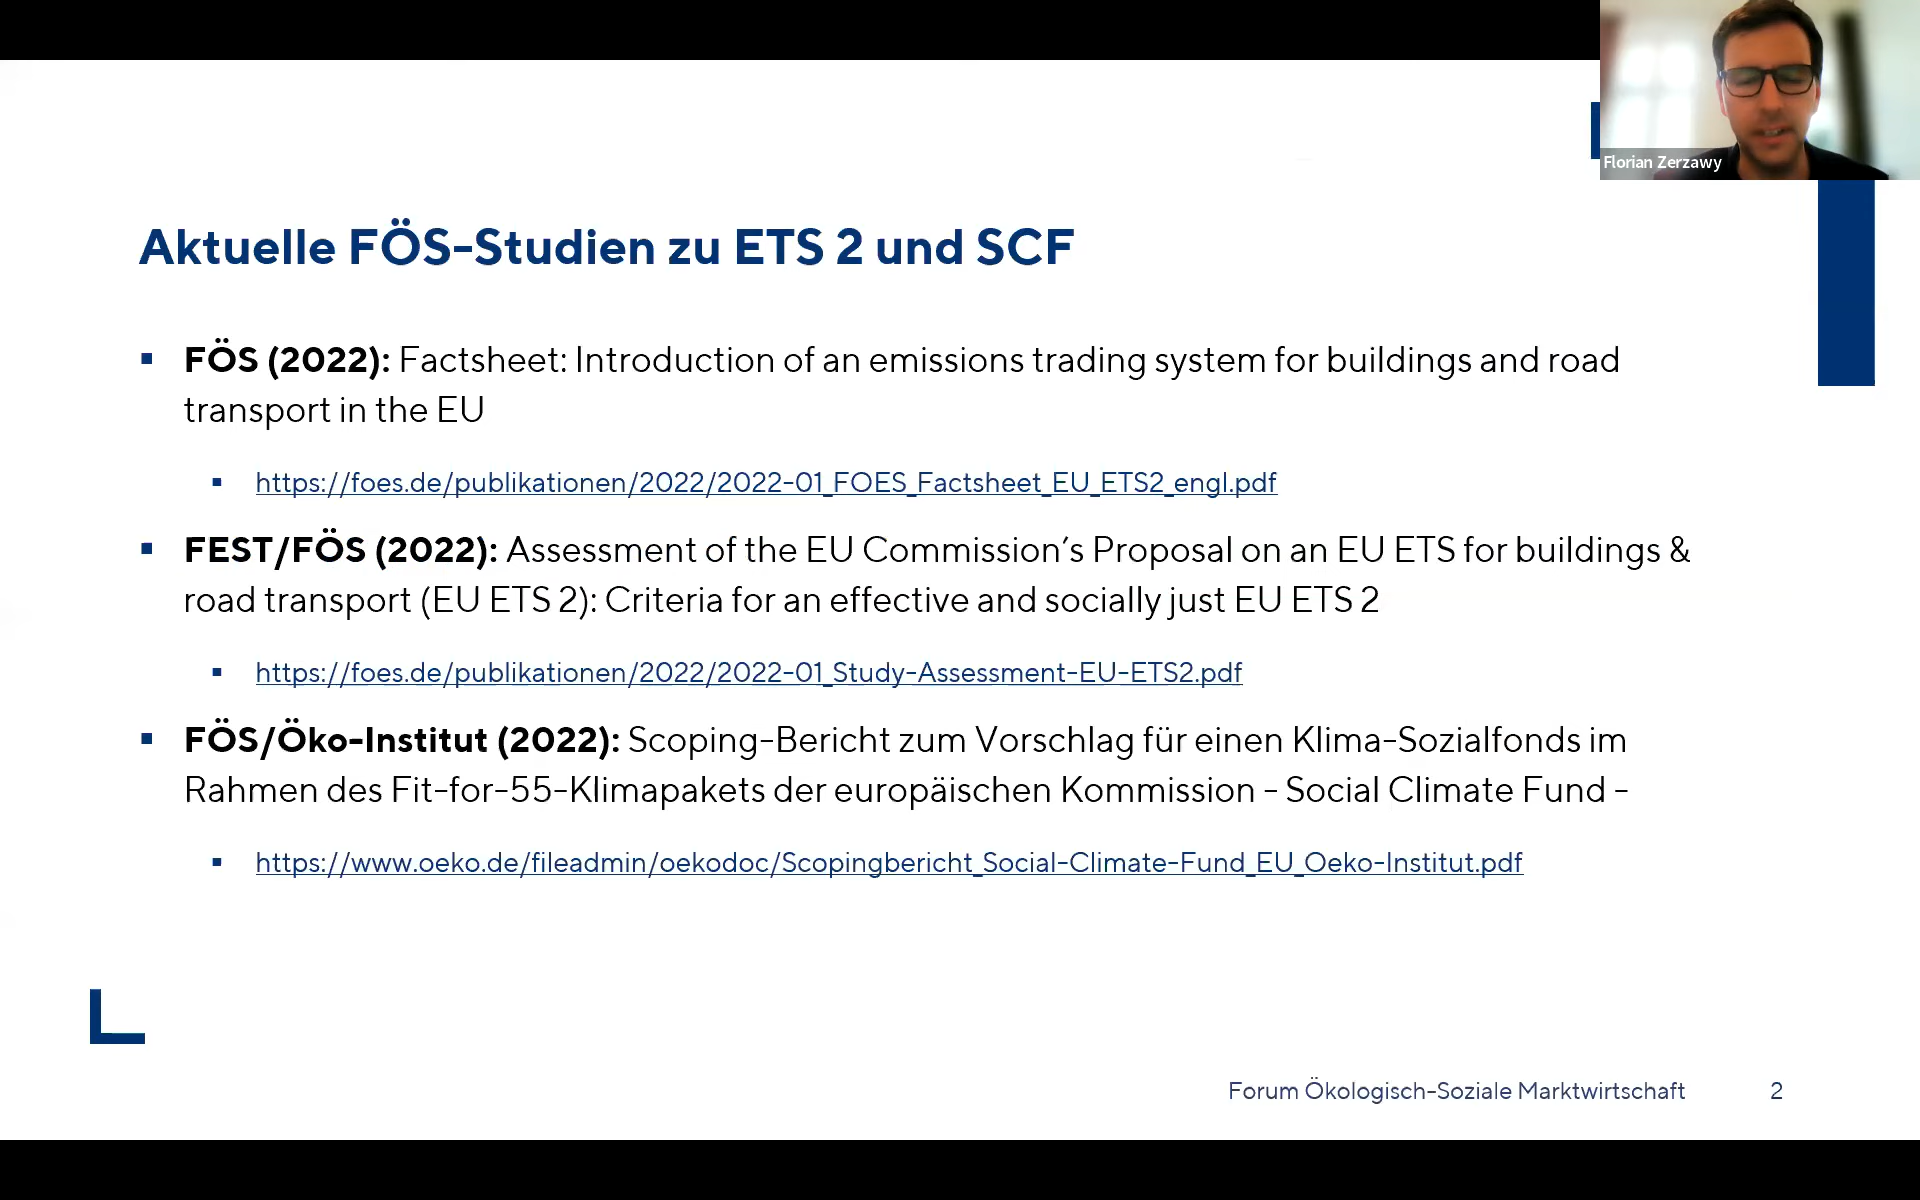 Florian Zerzawy
Aktuelle FÖS-Studien zu ETS 2 und SCF
▪ FÖS (2022): Factsheet: Introduction of an emissions trading system for buildings and road
transport in the EU
▪ https://foes.de/publikationen/2022/2022-01_FOES_Factsheet_EU_ETS2_engl.pdf
▪ FEST/FÖS (2022): Assessment of the EU Commission’s Proposal on an EU ETS for buildings &
road transport (EU ETS 2): Criteria for an effective and socially just EU ETS 2
▪ https://foes.de/publikationen/2022/2022-01_Study-Assessment-EU-ETS2.pdf
▪ FÖS/Öko-Institut (2022): Scoping-Bericht zum Vorschlag für einen Klima-Sozialfonds im
Rahmen des Fit-for-55-Klimapakets der europäischen Kommission - Social Climate Fund -
▪ https://www.oeko.de/fileadmin/oekodoc/Scopingbericht_Social-Climate-Fund_EU_Oeko-Institut.pdf
Forum Ökologisch-Soziale Marktwirtschaft 2